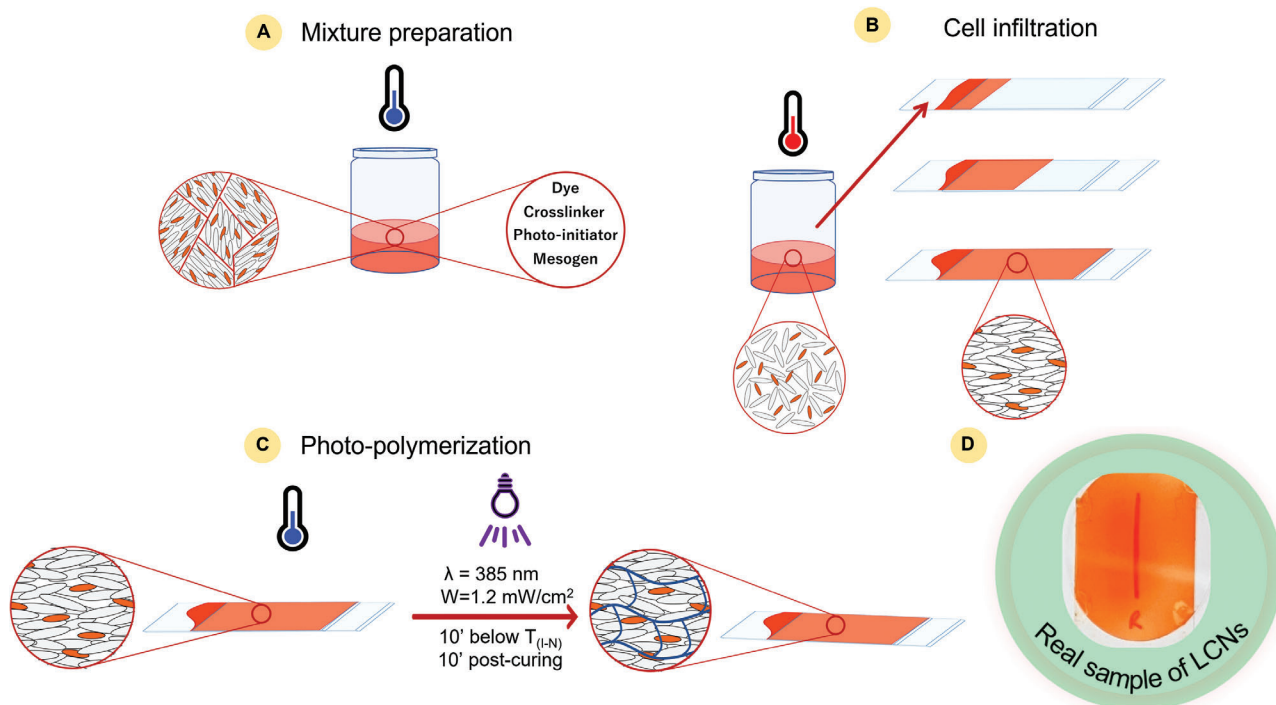 A Mixture preparation
Dye
Crosslinker
Photo-initiator
Mesogen
B Cell infiltration
C Photo-polymerization
λ = 385 nm
W=1.2 mW/cm²
10' below T(I-N)
10' post-curing
D
R
Real sample of LCNs